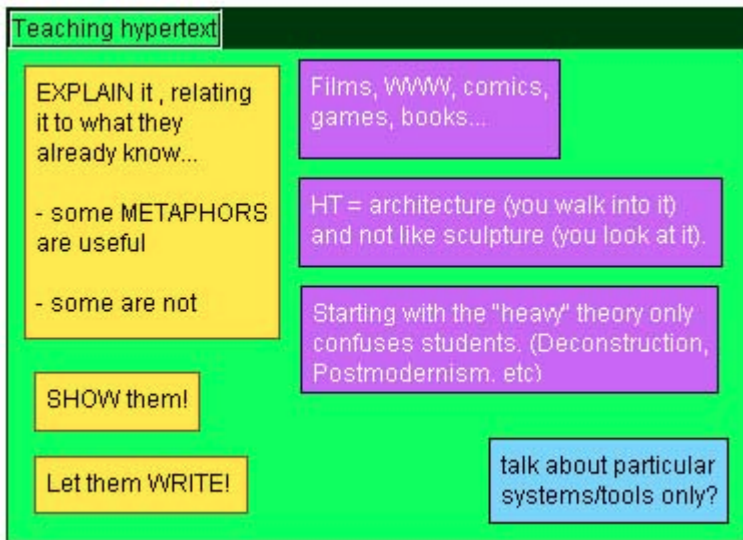 Teaching hypertext
EXPLAIN it , relating
it to what they
already know...
- some METAPHORS
are useful
- some are not
SHOW them!
Let them WRITE!
Films, WWW, comics,
games, books...
HT = architecture (you walk into it)
and not like sculpture (you look at it).
Starting with the "heavy" theory only
confuses students. (Deconstruction,
Postmodernism, etc)
talk about particular
systems/tools only?